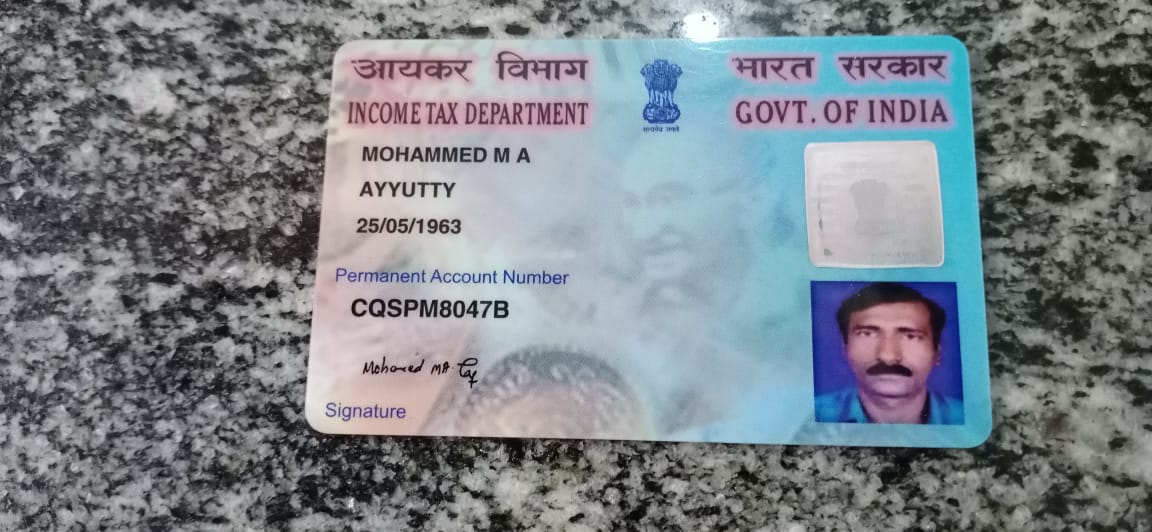 आयकर विभाग
INCOME TAX DEPARTMENT
भारत सरकार
GOVT. OF INDIA
सत्यमेव जयते
MOHAMMED M A
AYYUTTY
25/05/1963
Permanent Account Number
CQSPM8047B
Mohamed MA
Signature